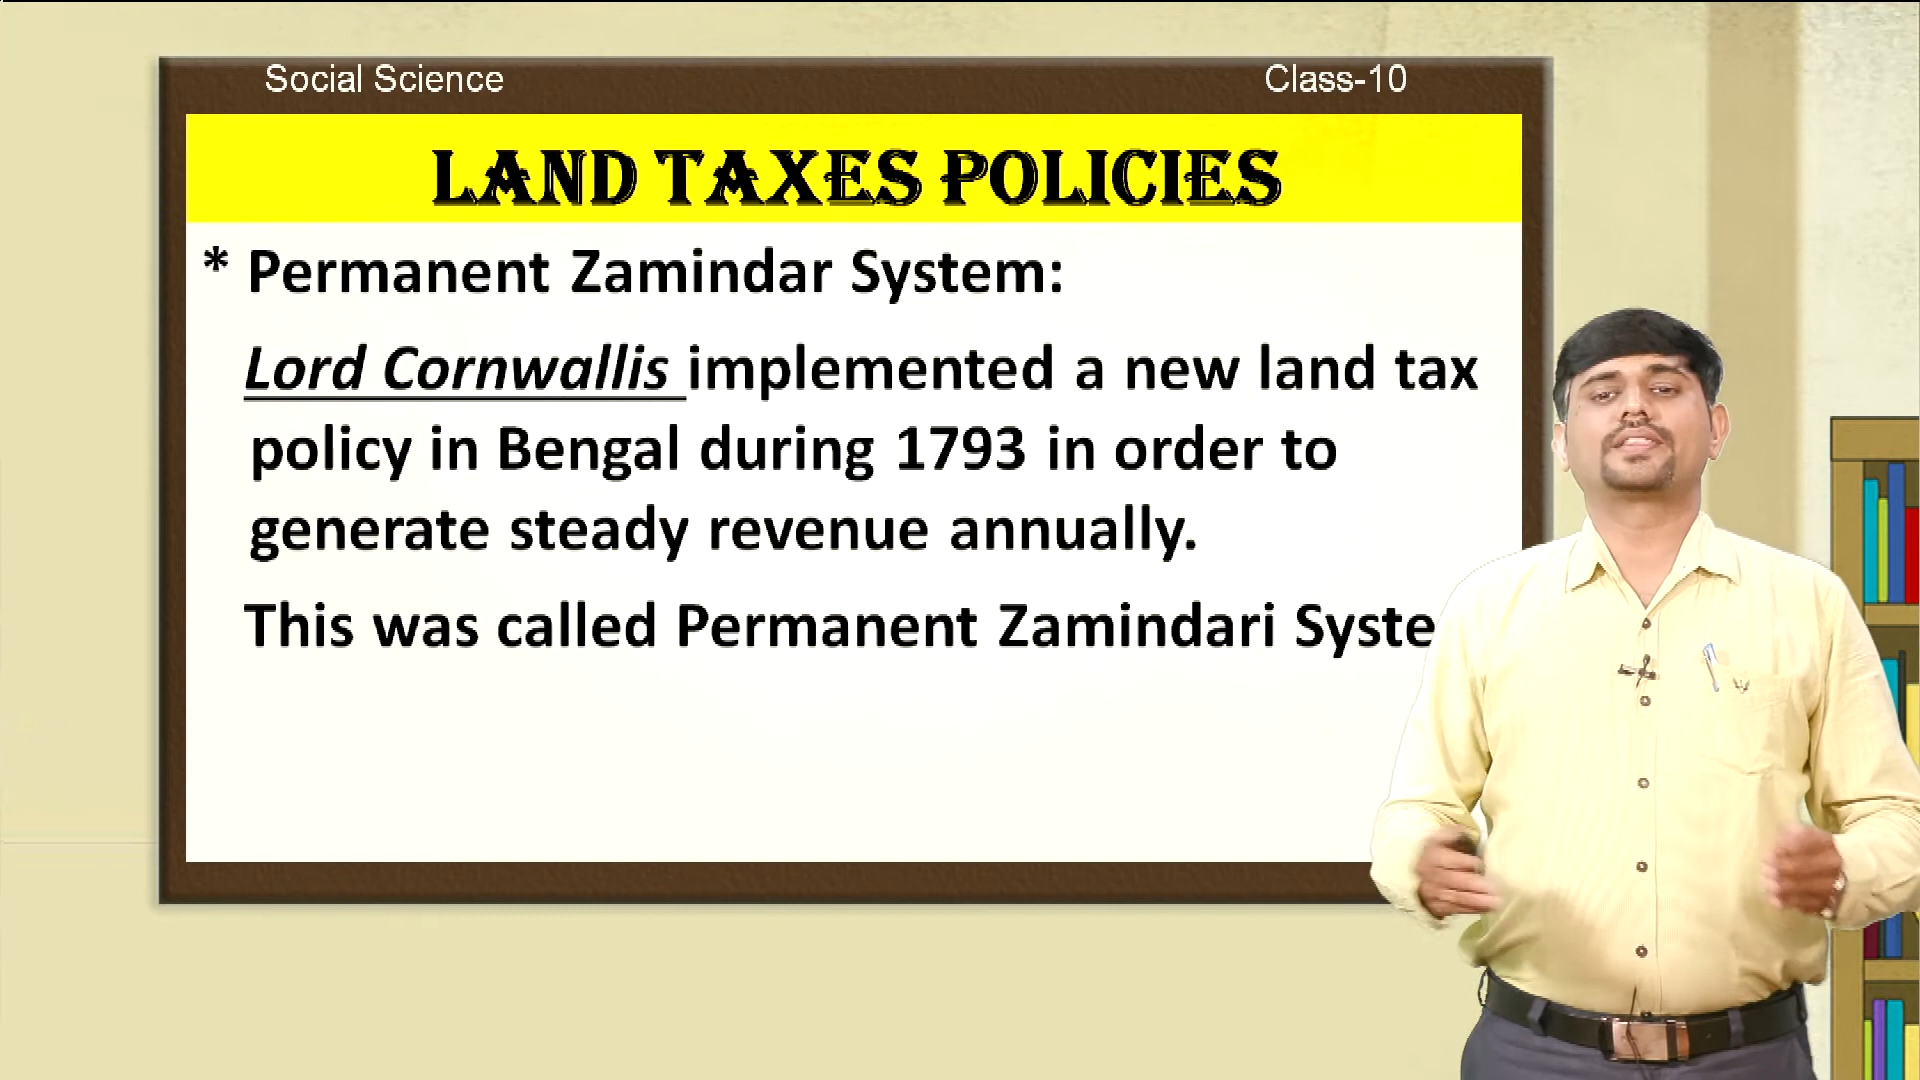 Social Science
Class-10
LAND TAXES POLICIES
* Permanent Zamindar System:
Lord Cornwallis implemented a new land tax
policy in Bengal during 1793 in order to
generate steady revenue annually.
This was called Permanent Zamindari Syste